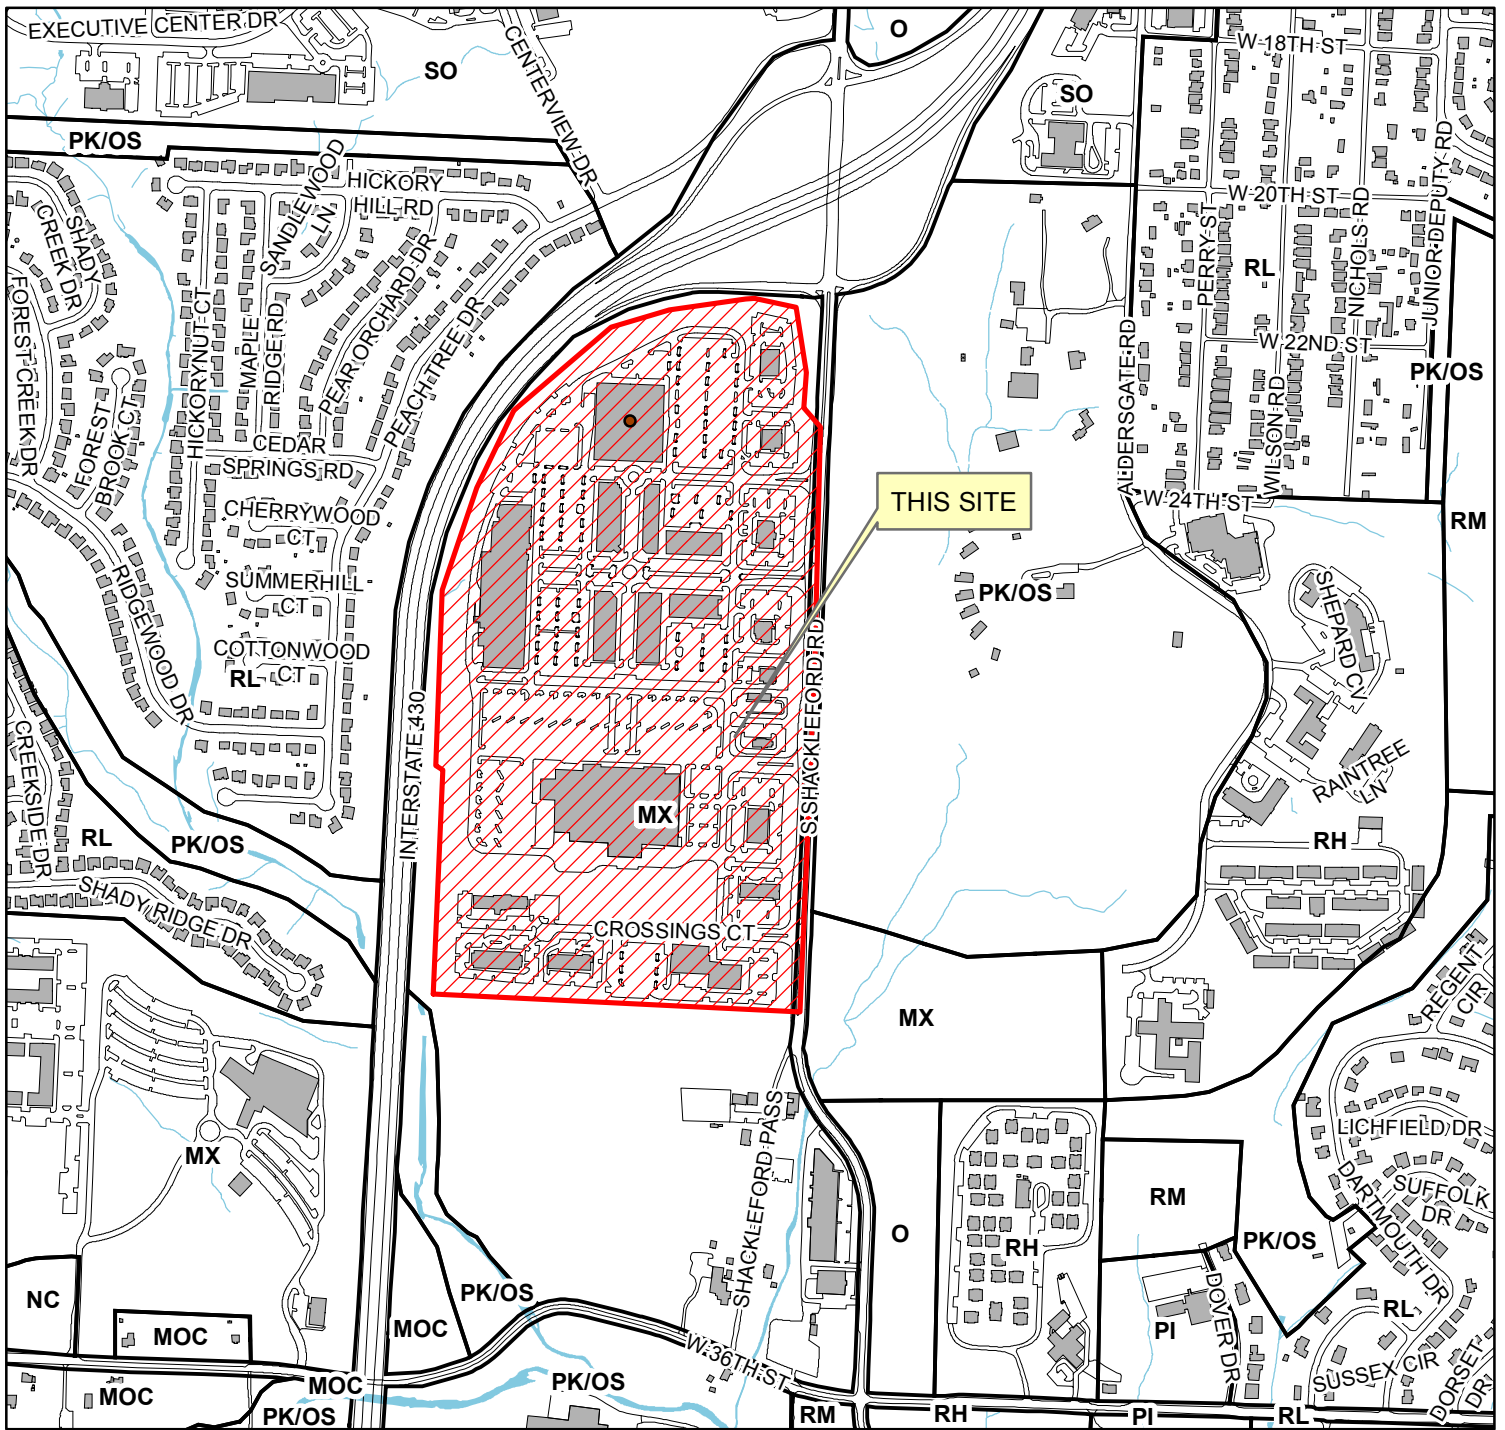 EXECUTIVE CENTER DR
SO
CENTERVIEW DR
O
W 18TH ST
SO
PK/OS
HICKORY
HILL RD
SANDLEWOOD
LN
SHADY
CREEK DR
FOREST CREEK DR
HICKORYNUT CT
MAPLE
RIDGE RD
PEAR ORCHARD DR
PEACH TREE DR
FOREST
BROOK CT
CEDAR
SPRINGS RD
CHERRYWOOD
CT
SUMMERHILL
CT
COTTONWOOD
CT
RL
RIDGEWOOD DR
CREEKSIDE DR
RL
PK/OS
SHADY RIDGE DR
INTERSTATE 430
THIS SITE
S SHACKLEFORD RD
MX
CROSSINGS CT
W 20TH ST
PERRY ST
RL
NICHOLS RD
JUNIOR DEPUTY RD
W 22ND ST
PK/OS
ALDERSGATE RD
WILSON RD
W 24TH ST
RM
PK/OS
SHEPARD CV
RAINTREE
LN
RH
REGENT
CIR
MX
LICHFIELD DR
SUFFOLK
DR
DARTMOUTH DR
MX
SHACKLEFORD PASS
O
RH
RM
PK/OS
RL
DOVER DR
PI
SUSSEX CIR
DORSET
DR
NC
MOC
MOC
PK/OS
W 36TH ST
MOC
MOC
PK/OS
PK/OS
RM
RH
PI
RL